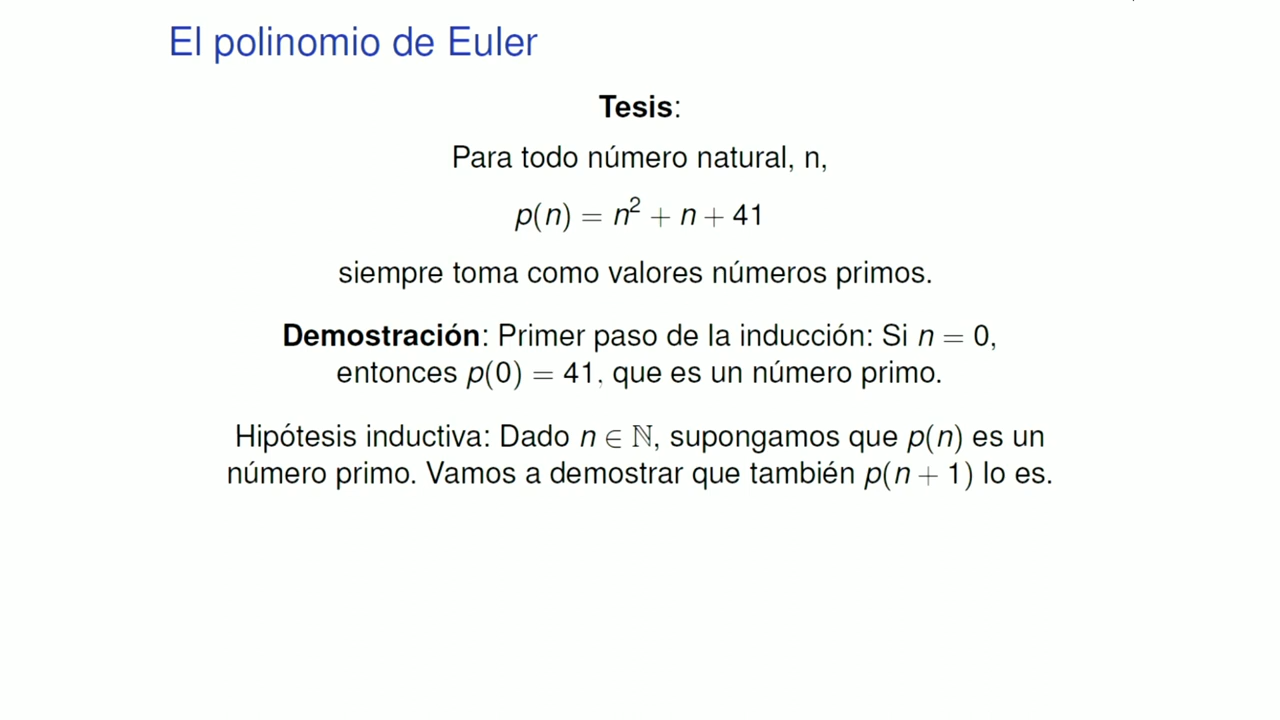 El polinomio de Euler
Tesis:
Para todo número natural, n,
p(n) = n² + n + 41
siempre toma como valores números primos.
Demostración: Primer paso de la inducción: Si n = 0,
entonces p(0) = 41, que es un número primo.
Hipótesis inductiva: Dado n ∈ ℕ, supongamos que p(n) es un
número primo. Vamos a demostrar que también p(n + 1) lo es.